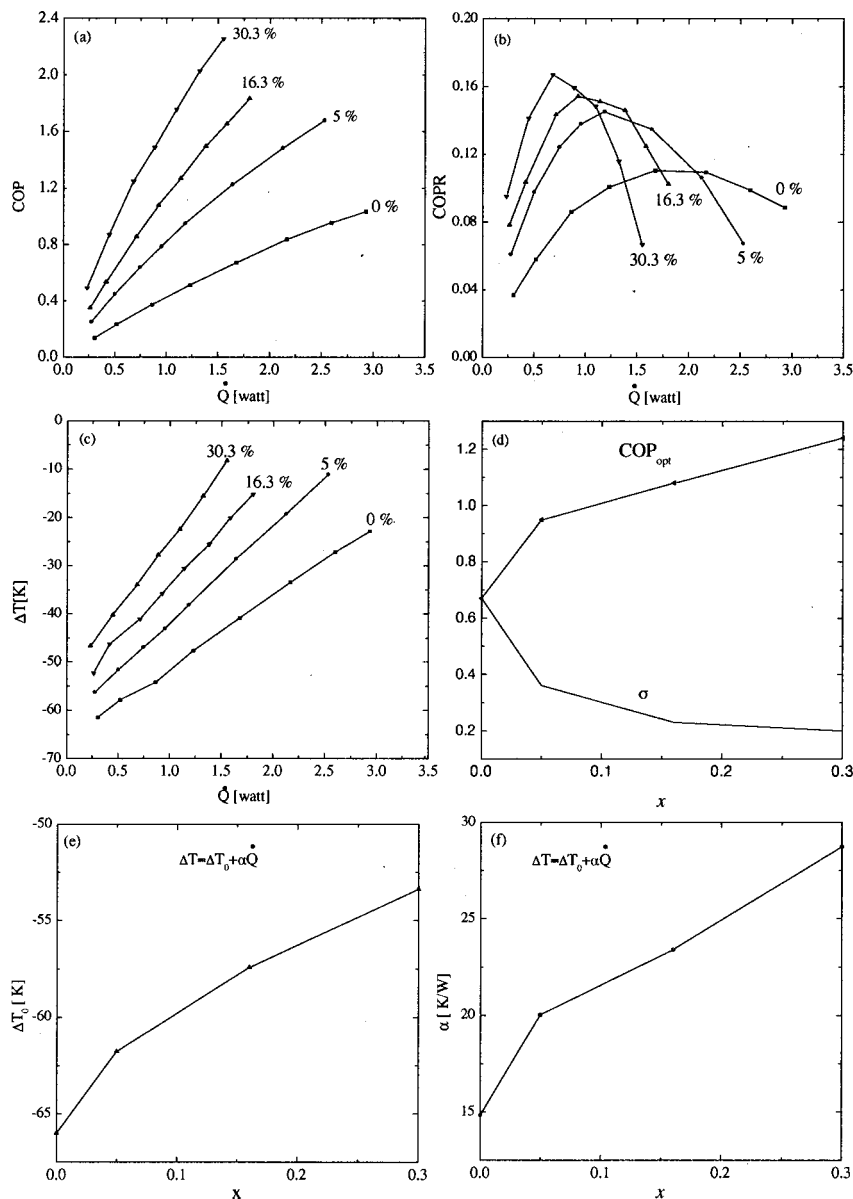 (a)
COP
2.4
2.0
1.6
1.2
0.8
0.4
0.0
30.3 %
16.3 %
5 %
0 %
0.0 0.5 1.0 1.5 2.0 2.5 3.0 3.5
Q̇ [watt]
(b)
COPR
0.20
0.16
0.12
0.08
0.04
0.00
0 %
16.3 %
30.3 %
5 %
0.0 0.5 1.0 1.5 2.0 2.5 3.0 3.5
Q̇ [watt]
(c)
ΔT[K]
0
-10
-20
-30
-40
-50
-60
-70
30.3 %
16.3 %
5 %
0 %
0.0 0.5 1.0 1.5 2.0 2.5 3.0 3.5
Q̇ [watt]
(d)
COPopt
σ
1.2
1.0
0.8
0.6
0.4
0.2
0.0 0.1 0.2 0.3
x
(e)
ΔT=ΔT₀+αQ̇
ΔT₀ [ K]
-50
-55
-60
-65
0.0 0.1 0.2 0.3
x
(f)
ΔT=ΔT₀+αQ̇
α [ K/W]
30
25
20
15
0.0 0.1 0.2 0.3
x